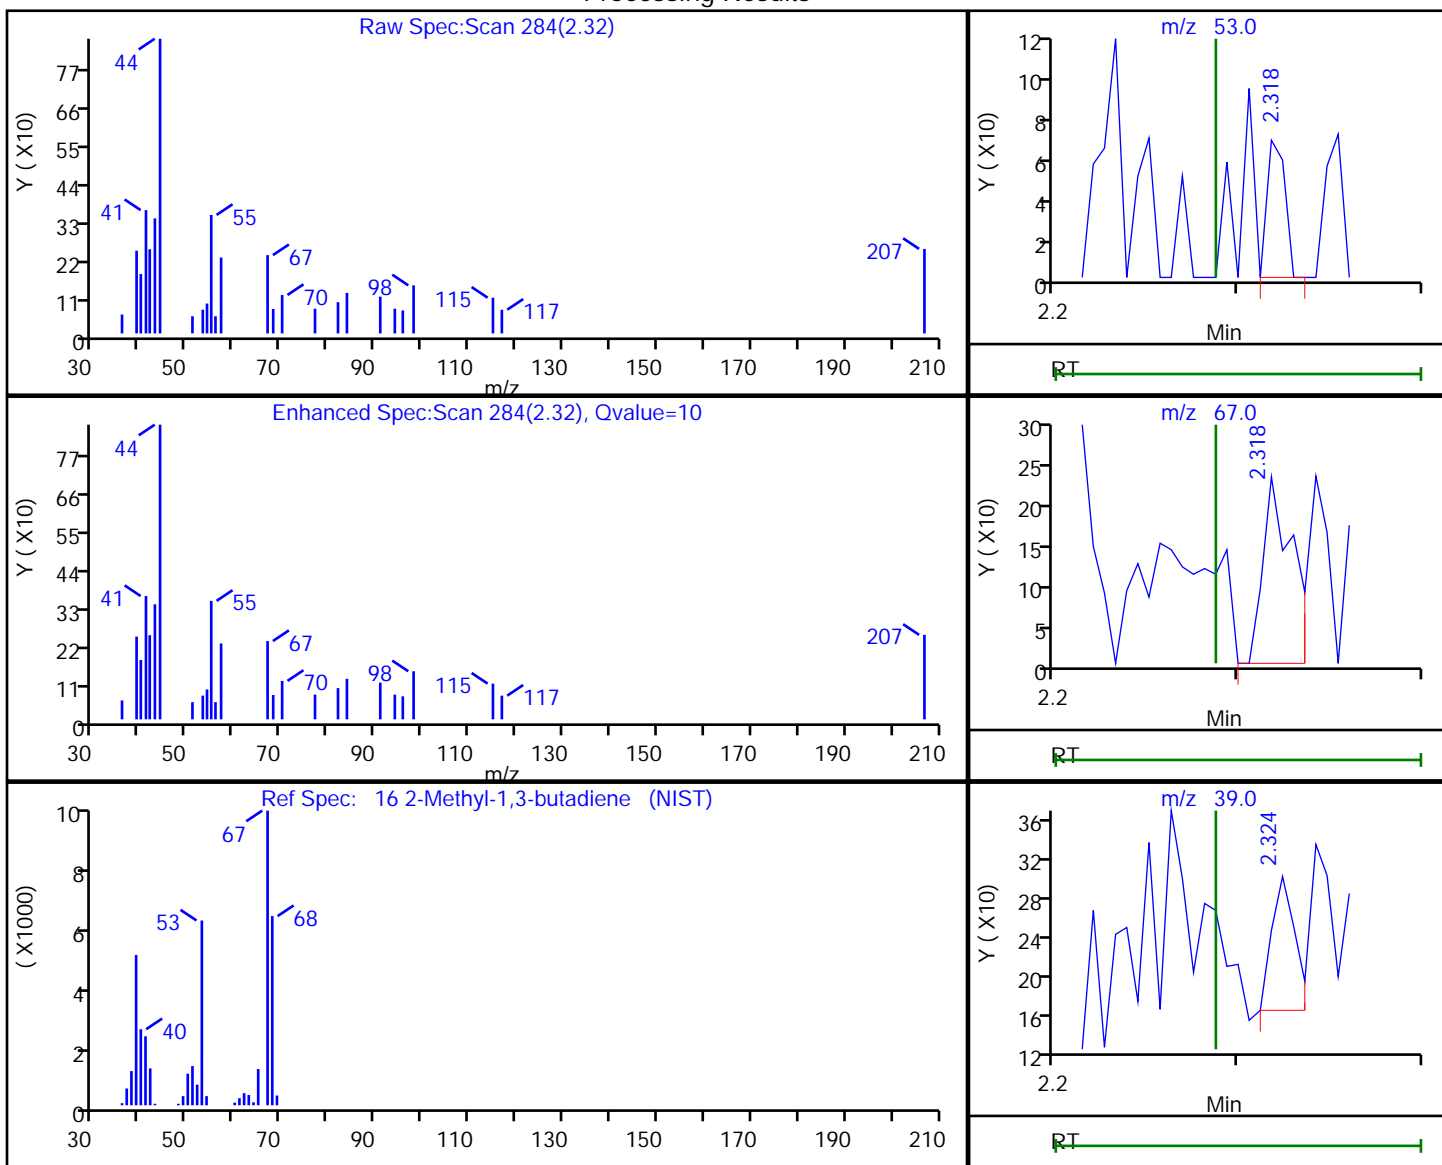 Processing Results
Raw Spec:Scan 284(2.32)
Y ( X10)
77
66
55
44
33
22
11
0
44
41
55
67
70
98
115
117
207
30 50 70 90 110 130 150 170 190 210
m/z
m/z 53.0
Y ( X10)
12
10
8
6
4
2
0
2.318
2.2
Min
RT
Enhanced Spec:Scan 284(2.32), Qvalue=10
Y ( X10)
77
66
55
44
33
22
11
0
44
41
55
67
70
98
115
117
207
30 50 70 90 110 130 150 170 190 210
m/z
m/z 67.0
Y ( X10)
30
25
20
15
10
5
0
2.318
2.2
Min
RT
Ref Spec: 16 2-Methyl-1,3-butadiene (NIST)
( X1000)
10
8
6
4
2
0
67
53
68
40
30 50 70 90 110 130 150 170 190 210
m/z 39.0
Y ( X10)
36
32
28
24
20
16
12
2.324
2.2
Min
RT